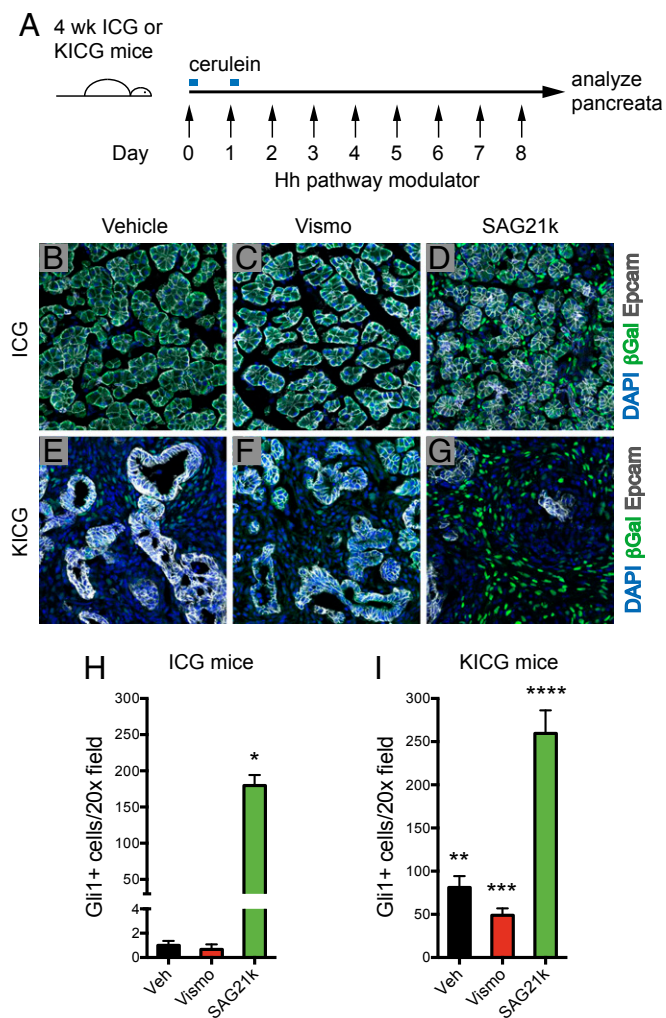 A
4 wk ICG or
KICG mice
cerulein
analyze
pancreata
Day 0 1 2 3 4 5 6 7 8
Hh pathway modulator
Vehicle Vismo SAG21k
B C D
ICG
DAPI βGal Epcam
E F G
KICG
DAPI βGal Epcam
H ICG mice
Gli1+ cells/20x field
300
250
200
150
100
50
4
2
0
*
Veh Vismo SAG21k
I KICG mice
Gli1+ cells/20x field
300
250
200
150
100
50
0
**
***
****
Veh Vismo SAG21k